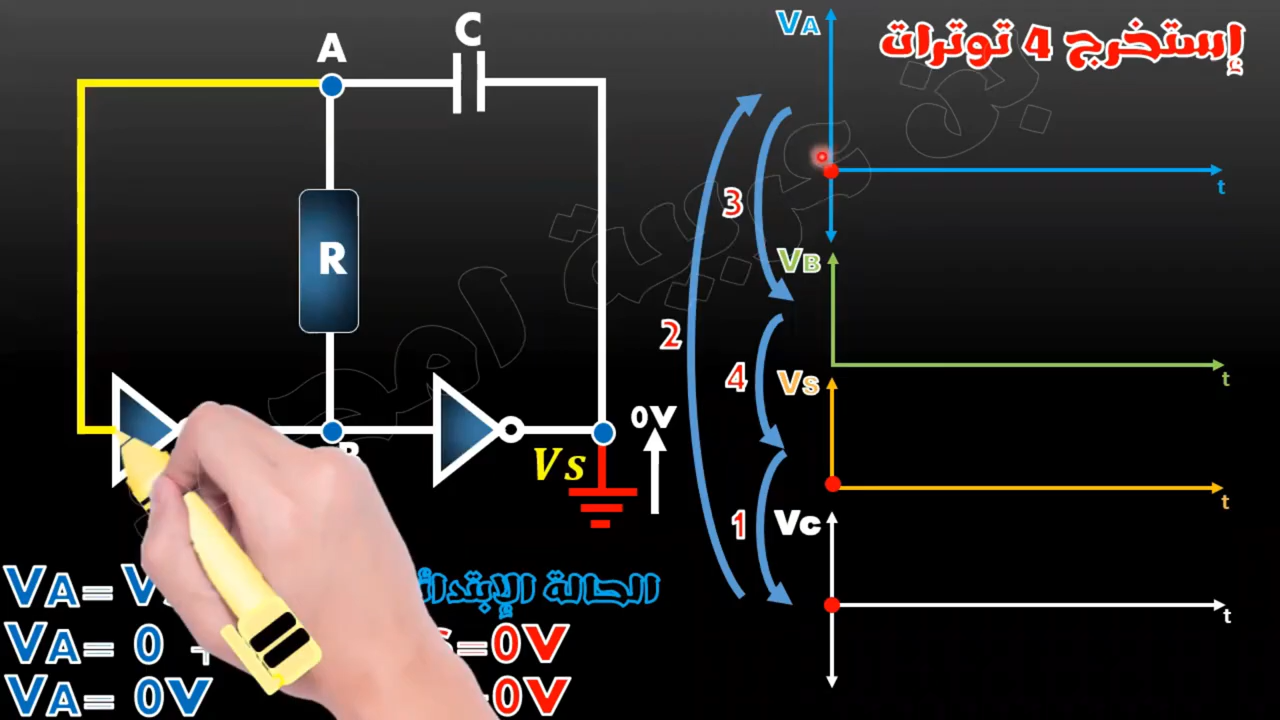 إستخرج 4 توترات
VA
t
VB
t
Vs
t
Vc
t
3
2
4
1
A
C
R
0V
Vs
الحالة
VA=
VA= 0
=0V
VA= 0V
=0V